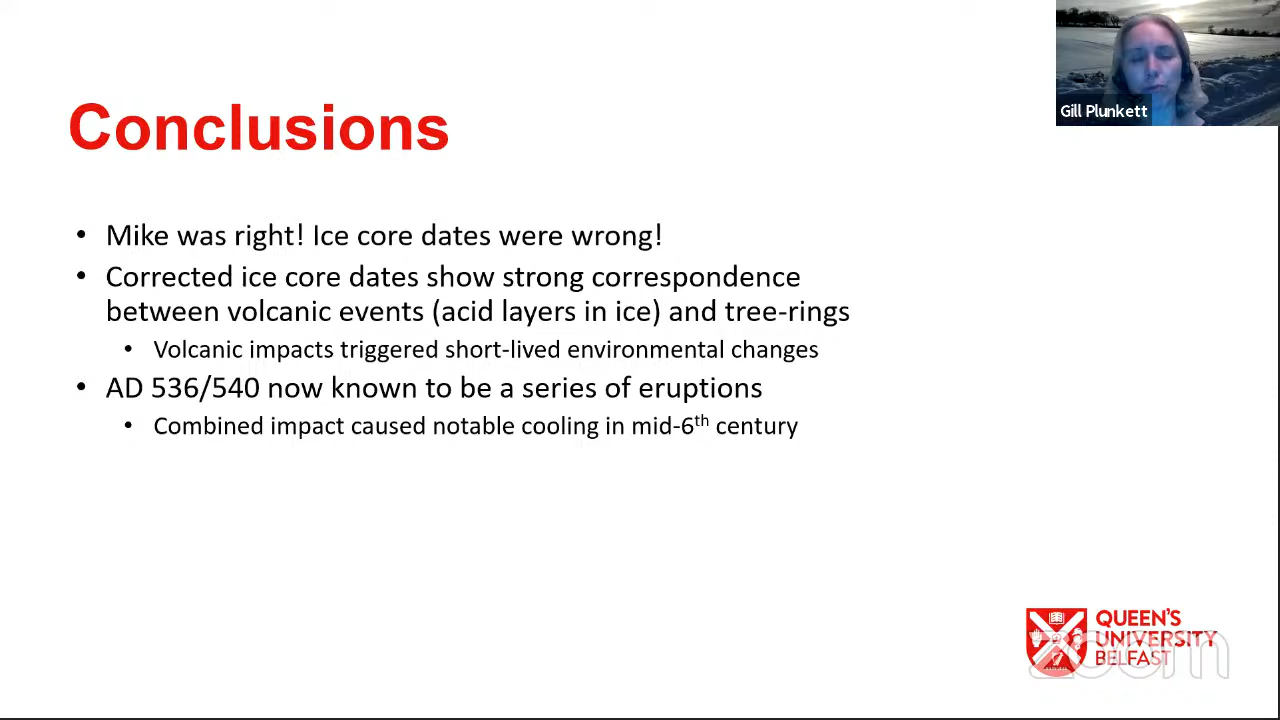 Gill Plunkett
Conclusions
• Mike was right! Ice core dates were wrong!
• Corrected ice core dates show strong correspondence
between volcanic events (acid layers in ice) and tree-rings
• Volcanic impacts triggered short-lived environmental changes
• AD 536/540 now known to be a series of eruptions
• Combined impact caused notable cooling in mid-6th century
QUEEN'S
UNIVERSITY
BELFAST
zoom